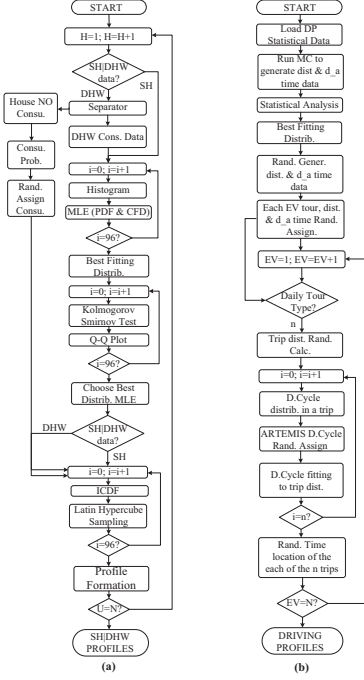 START
H=1; H=H+1
SH|DHW
data?
DHW
SH
House NO
Consu.
Separator
DHW Cons. Data
Consu.
Prob.
i=0; i=i+1
Rand.
Assign
Consu.
Histogram
MLE (PDF & CFD)
i=96?
Best Fitting
Distrib.
i=0; i=i+1
Kolmogorov
Smirnov Test
Q-Q Plot
i=96?
Choose Best
Distrib. MLE
DHW
SH|DHW
data?
SH
i=0; i=i+1
ICDF
Latin Hypercube
Sampling
i=96?
Profile
Formation
U=N?
SH|DHW
PROFILES
(a)
START
Load DP
Statistical Data
Run MC to
generate dist & d_a
time data
Statistical Analysis
Best Fitting
Distrib.
Rand. Gener.
dist. & d_a time
data
Each EV tour, dist.
& d_a time Rand.
Assign.
EV=1; EV=EV+1
Daily Tour
Type?
n
Trip dist. Rand.
Calc.
i=0; i=i+1
D.Cycle
distrib. in a trip
ARTEMIS D.Cycle
Rand. Assign
D.Cycle fitting
to trip dist.
i=n?
Rand. Time
location of the
each of the n trips
EV=N?
DRIVING
PROFILES
(b)